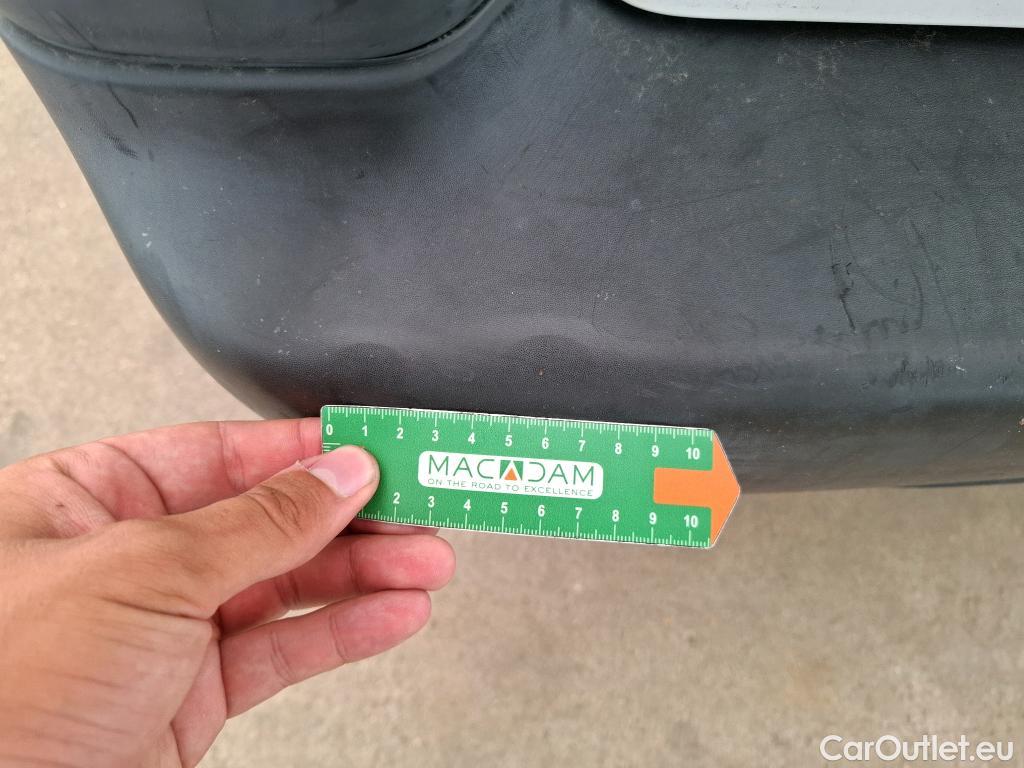 0 1 2 3 4 5 6 7 8 9 10
MACADAM
ON THE ROAD TO EXCELLENCE
2 3 4 5 6 7 8 9 10
CarOutlet.eu